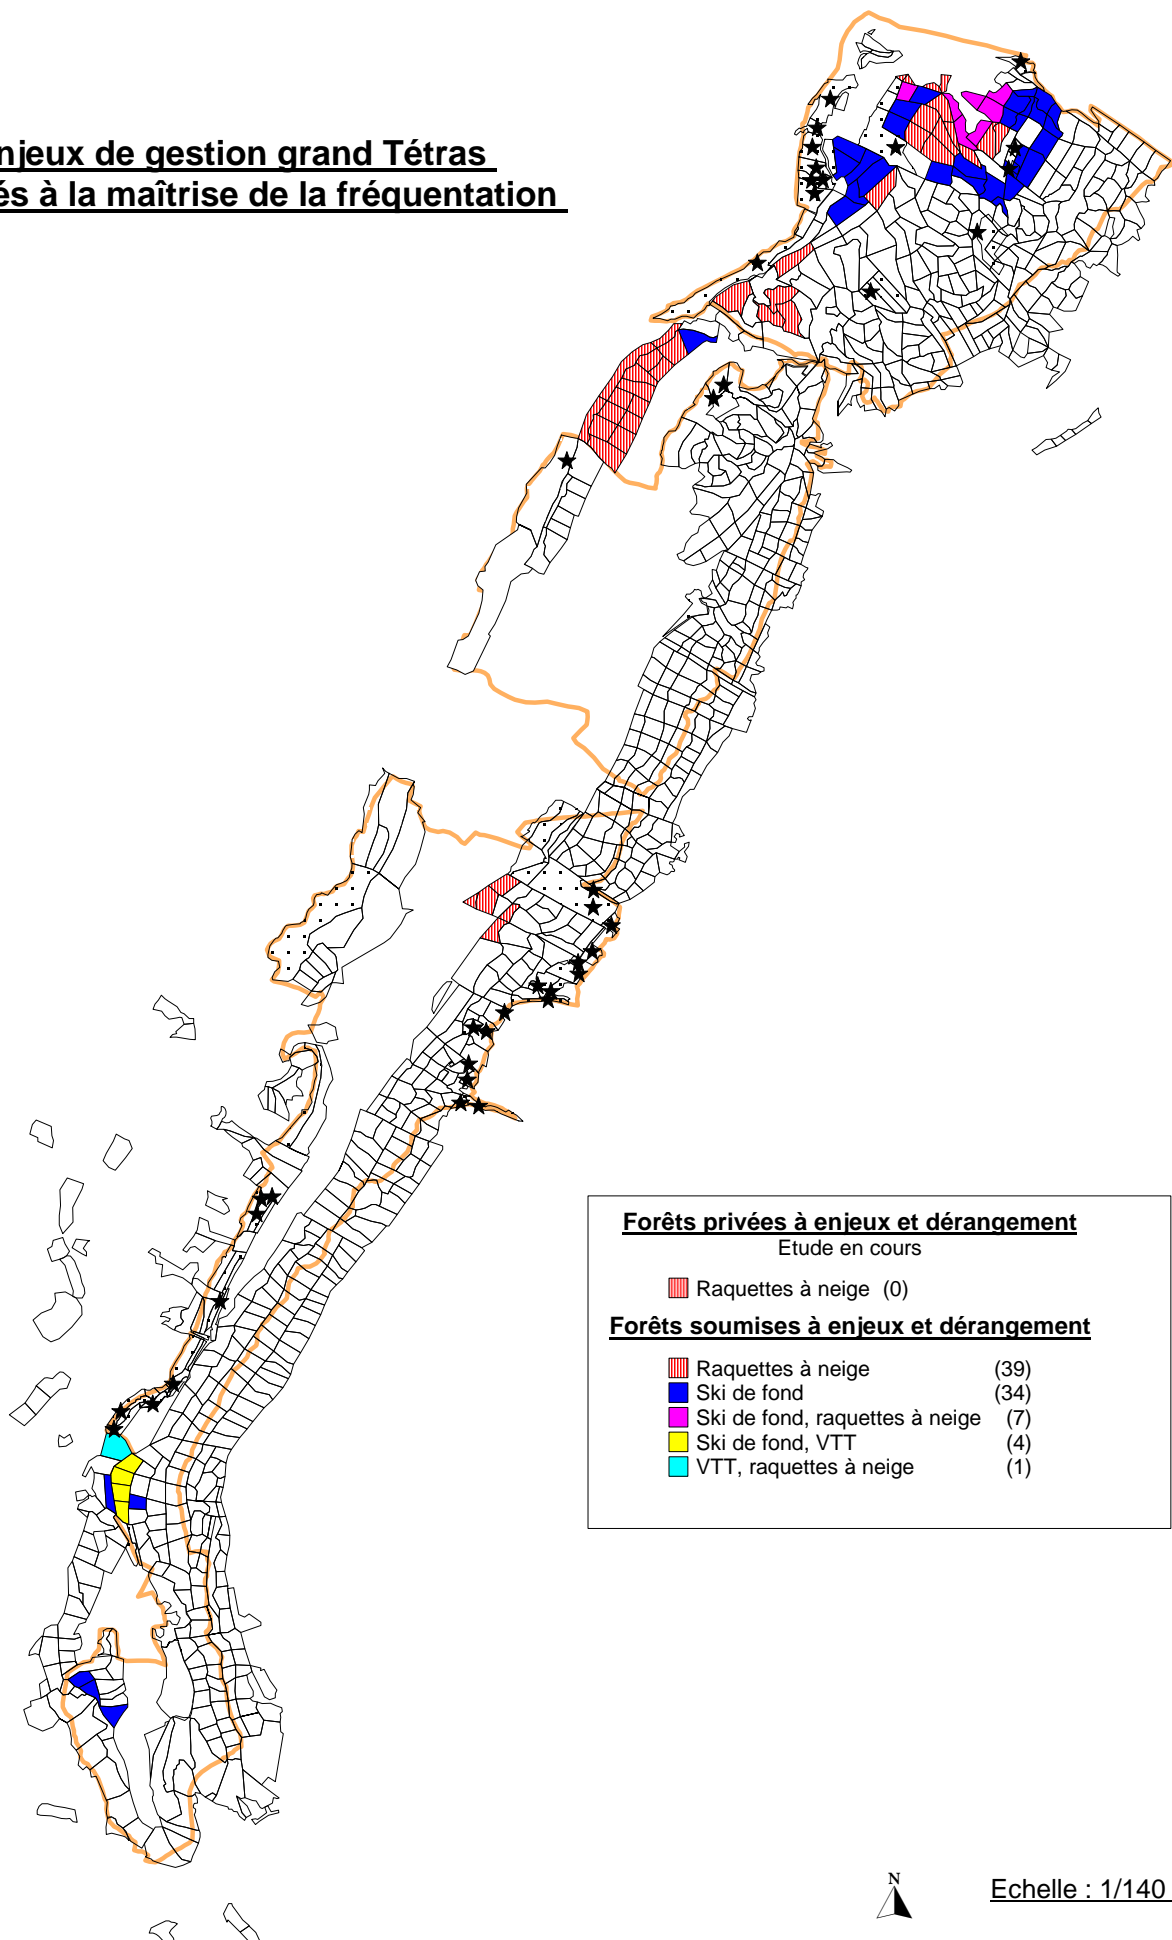 njeux de gestion grand Tétras
és à la maîtrise de la fréquentation
Forêts privées à enjeux et dérangement
Etude en cours
Raquettes à neige (0)
Forêts soumises à enjeux et dérangement
Raquettes à neige (39)
Ski de fond (34)
Ski de fond, raquettes à neige (7)
Ski de fond, VTT (4)
VTT, raquettes à neige (1)
N
Echelle : 1/140